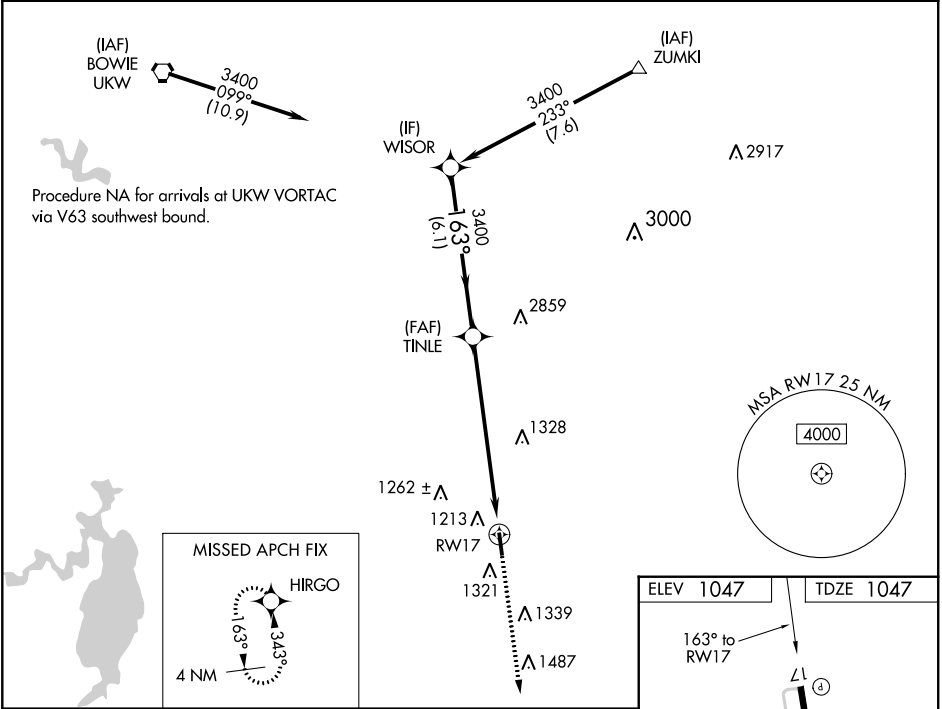 (IAF)
BOWIE
UKW
3400
099°
(10.9)
(IAF)
ZUMKI
3400
233°
(7.6)
(IF)
WISOR
2917
Procedure NA for arrivals at UKW VORTAC
via V63 southwest bound.
3400
163°
(6.1)
3000
2859
(FAF)
TINLE
MSA RW17 25 NM
4000
1328
1262 ±
1213
RW17
1321
1339
1487
MISSED APCH FIX
HIRGO
163°
343°
4 NM
ELEV 1047
TDZE 1047
163° to
RW17
17
P